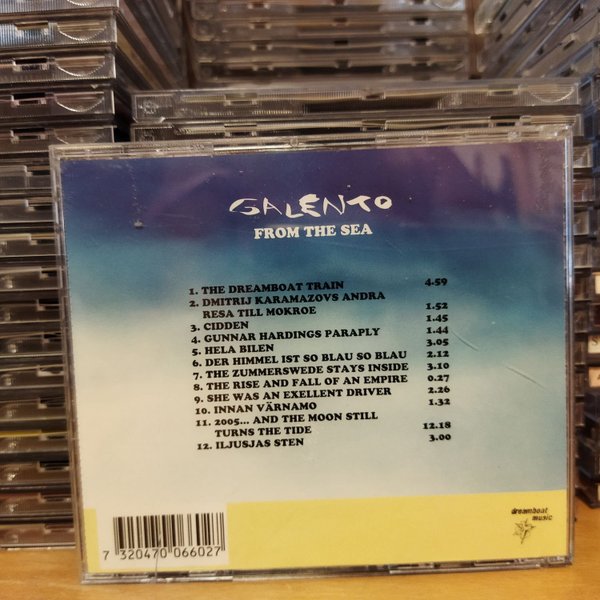 GALENTO
FROM THE SEA
1. THE DREAMBOAT TRAIN 4.59
2. DMITRIJ KARAMAZOVS ANDRA
RESA TILL MOKROE 1.52
3. CIDDEN 1.45
4. GUNNAR HARDINGS PARAPLY 1.44
5. HELA BILEN 3.05
6. DER HIMMEL IST SO BLAU SO BLAU 2.12
7. THE ZUMMERSWEDE STAYS INSIDE 3.10
8. THE RISE AND FALL OF AN EMPIRE 0.27
9. SHE WAS AN EXELLENT DRIVER 2.26
10. INNAN VÄRNAMO 1.32
11. 2005... AND THE MOON STILL
TURNS THE TIDE 12.18
12. ILJUSJAS STEN 3.00
dreamboat
music
7 320470 066027